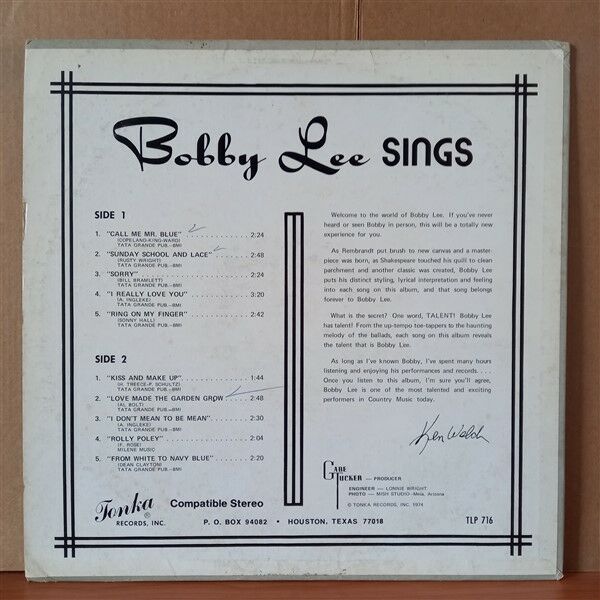 Bobby Lee SINGS
SIDE 1
1. "CALL ME MR. BLUE" . . . . . . . . . . . . 2:24
(COPELAND-KING-WARD)
TATA GRANDE PUB.-BMI
2. "SUNDAY SCHOOL AND LACE" . . . . . . . 2:48
(RUSTY WRIGHT)
TATA GRANDE PUB.-BMI
3. "SORRY" . . . . . . . . . . . . . . . . . 2:24
(BILL BRAMLETT)
TATA GRANDE PUB.-BMI
4. "I REALLY LOVE YOU" . . . . . . . . . . . 3:20
(A. INGLEKE)
TATA GRANDE PUB.-BMI
5. "RING ON MY FINGER" . . . . . . . . . . . 2:42
(SONNY HALL)
TATA GRANDE PUB.-BMI
SIDE 2
1. "KISS AND MAKE UP" . . . . . . . . . . . . 1:44
(R. TREECE-P. SCHULTZ)
TATA GRANDE PUB.-BMI
2. "LOVE MADE THE GARDEN GROW . . . . . 2:48
(AL BOLT)
TATA GRANDE PUB.-BMI
3. "I DON'T MEAN TO BE MEAN" . . . . . . . 2:30
(A. INGLEKE)
TATA GRANDE PUB.-BMI
4. "ROLLY POLEY" . . . . . . . . . . . . . . 2:04
(F. ROSE)
MILENE MUSIC
5. "FROM WHITE TO NAVY BLUE" . . . . . . . 2:20
(DEAN CLAYTON)
TATA GRANDE PUB.-BMI
Welcome to the world of Bobby Lee. If you've never
heard or seen Bobby in person, this will be a totally new
experience for you.
As Rembrandt put brush to new canvas and a master-
piece was born, as Shakespeare touched his quill to clean
parchment and another classic was created, Bobby Lee
puts his distinct styling, lyrical interpretation and feeling
into each song on this album, and that song belongs
forever to Bobby Lee.
What is the secret? One word, TALENT! Bobby Lee
has talent! From the up-tempo toe-tappers to the haunting
melody of the ballads, each song on this album reveals
the talent that is Bobby Lee.
As long as I've known Bobby, I've spent many hours
listening and enjoying his performances and records. . . .
Once you listen to this album, I'm sure you'll agree,
Bobby Lee is one of the most talented and exciting
performers in Country Music today.
Ken Welch
GABE
TUCKER — PRODUCER
ENGINEER — LONNIE WRIGHT
PHOTO — MISH STUDIO-Mesa, Arizona
© TONKA RECORDS, INC. 1974
Tonka ®
RECORDS, INC.
Compatible Stereo
P. O. BOX 94082 • HOUSTON, TEXAS 77018
TLP 716